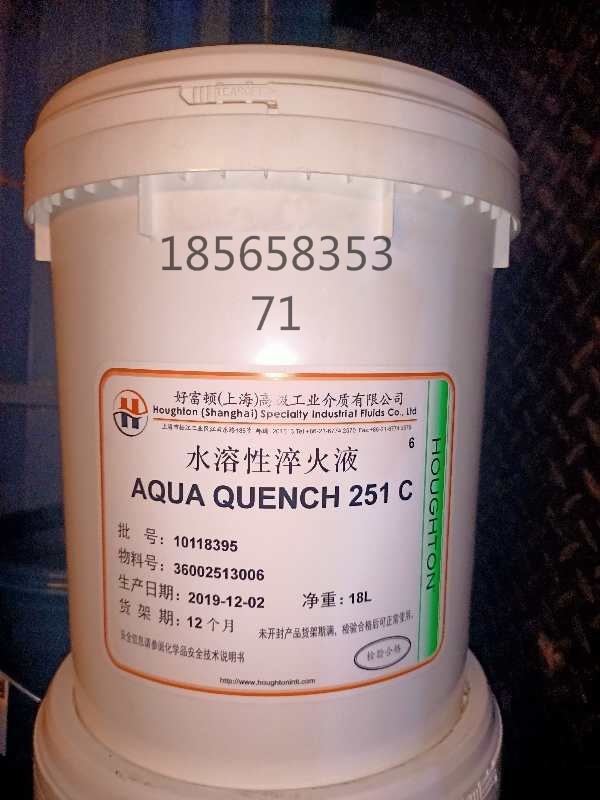 185658353
71
好富顿(上海)高级工业介质有限公司
Houghton (Shanghai) Specialty Industrial Fluids Co., Ltd
6
水溶性淬火液
AQUA QUENCH 251 C
HOUGHTON
批 号: 10118395
物料号: 36002513006
生产日期: 2019-12-02 净重: 18L
货 架 期: 12个月
未开封产品货架期满，检验合格后可正常使用。
安全信息请参阅化学品安全技术说明书
检验合格
http://www.houghtonintl.com